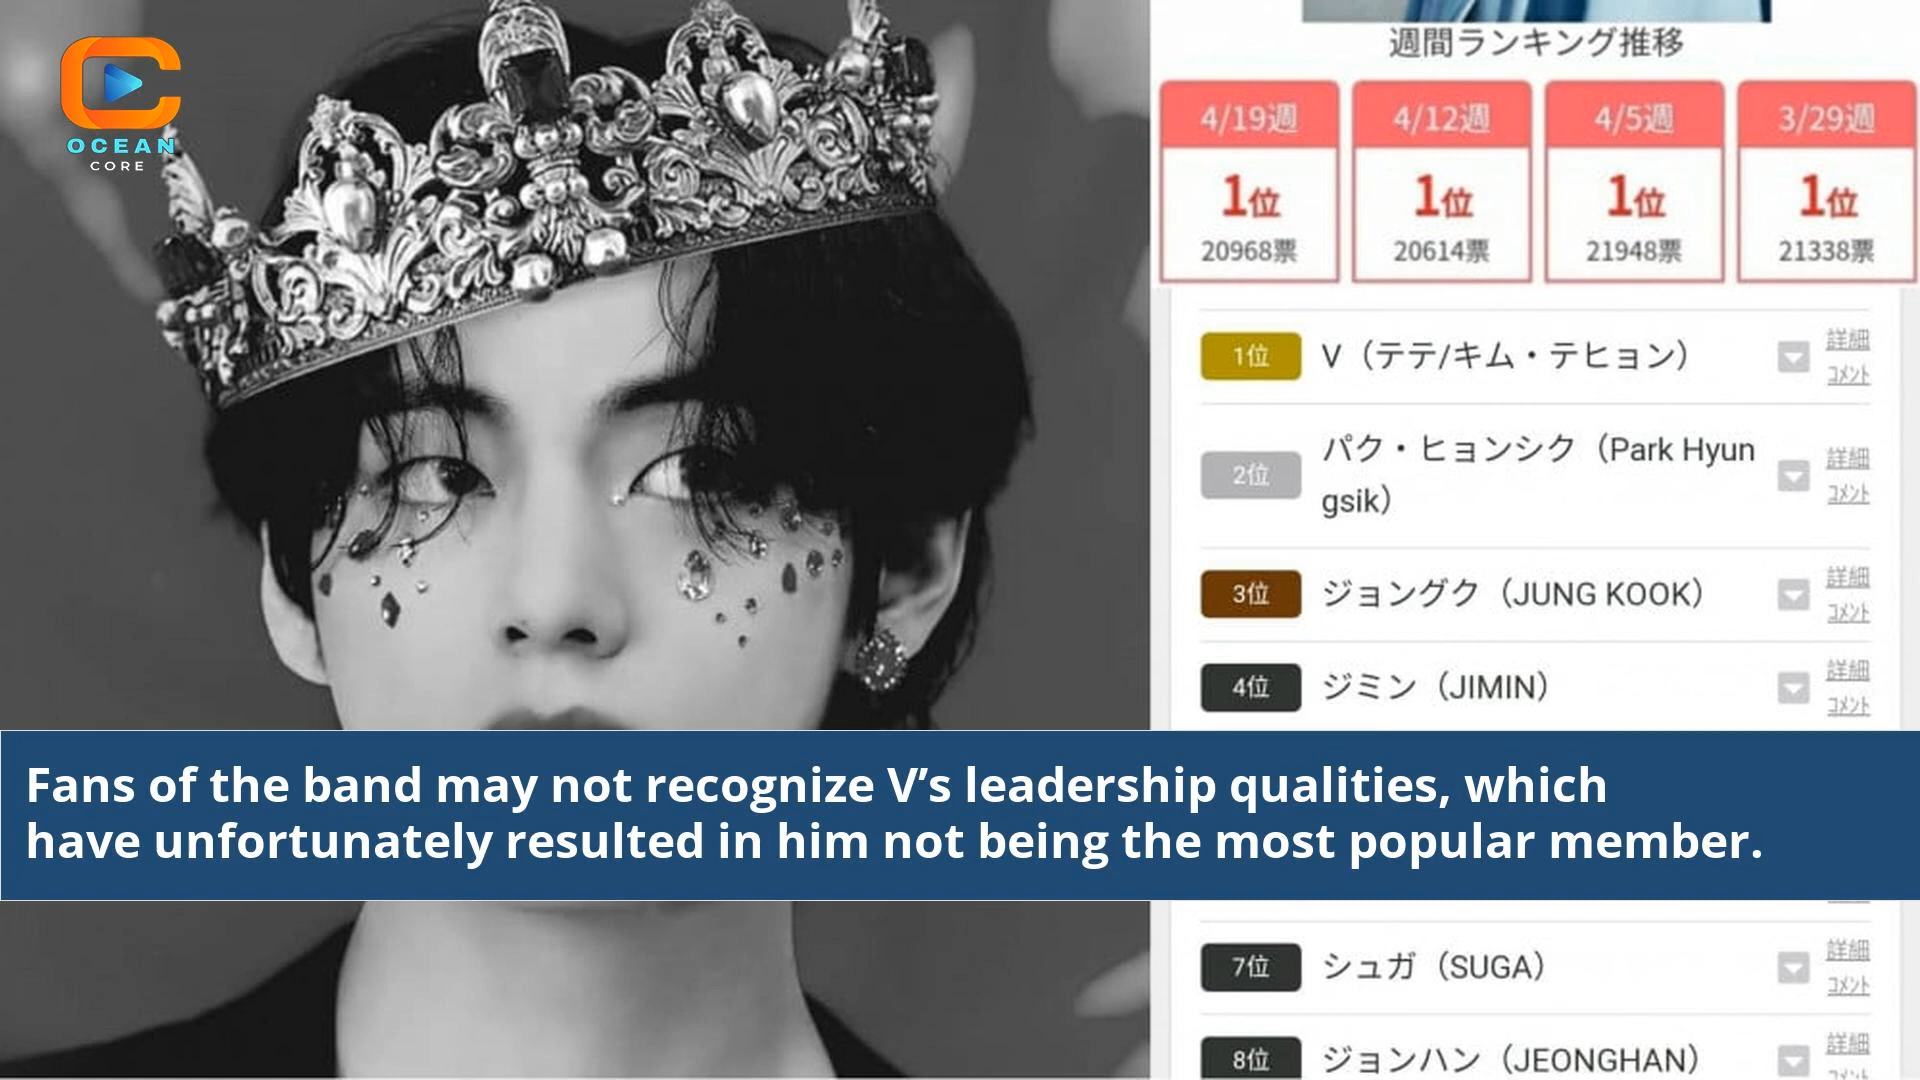 OCEAN
CORE
週間ランキング推移
4/19週
4/12週
4/5週
3/29週
1位
1位
1位
1位
20968票
20614票
21948票
21338票
1位
V（テテ/キム・テヒョン）
詳細
コメント
2位
パク・ヒョンシク（Park Hyun
gsik）
詳細
コメント
3位
ジョングク（JUNG KOOK）
詳細
コメント
4位
ジミン（JIMIN）
詳細
コメント
Fans of the band may not recognize V’s leadership qualities, which
have unfortunately resulted in him not being the most popular member.
7位
シュガ（SUGA）
詳細
コメント
8位
ジョンハン（JEONGHAN）
詳細
コメント